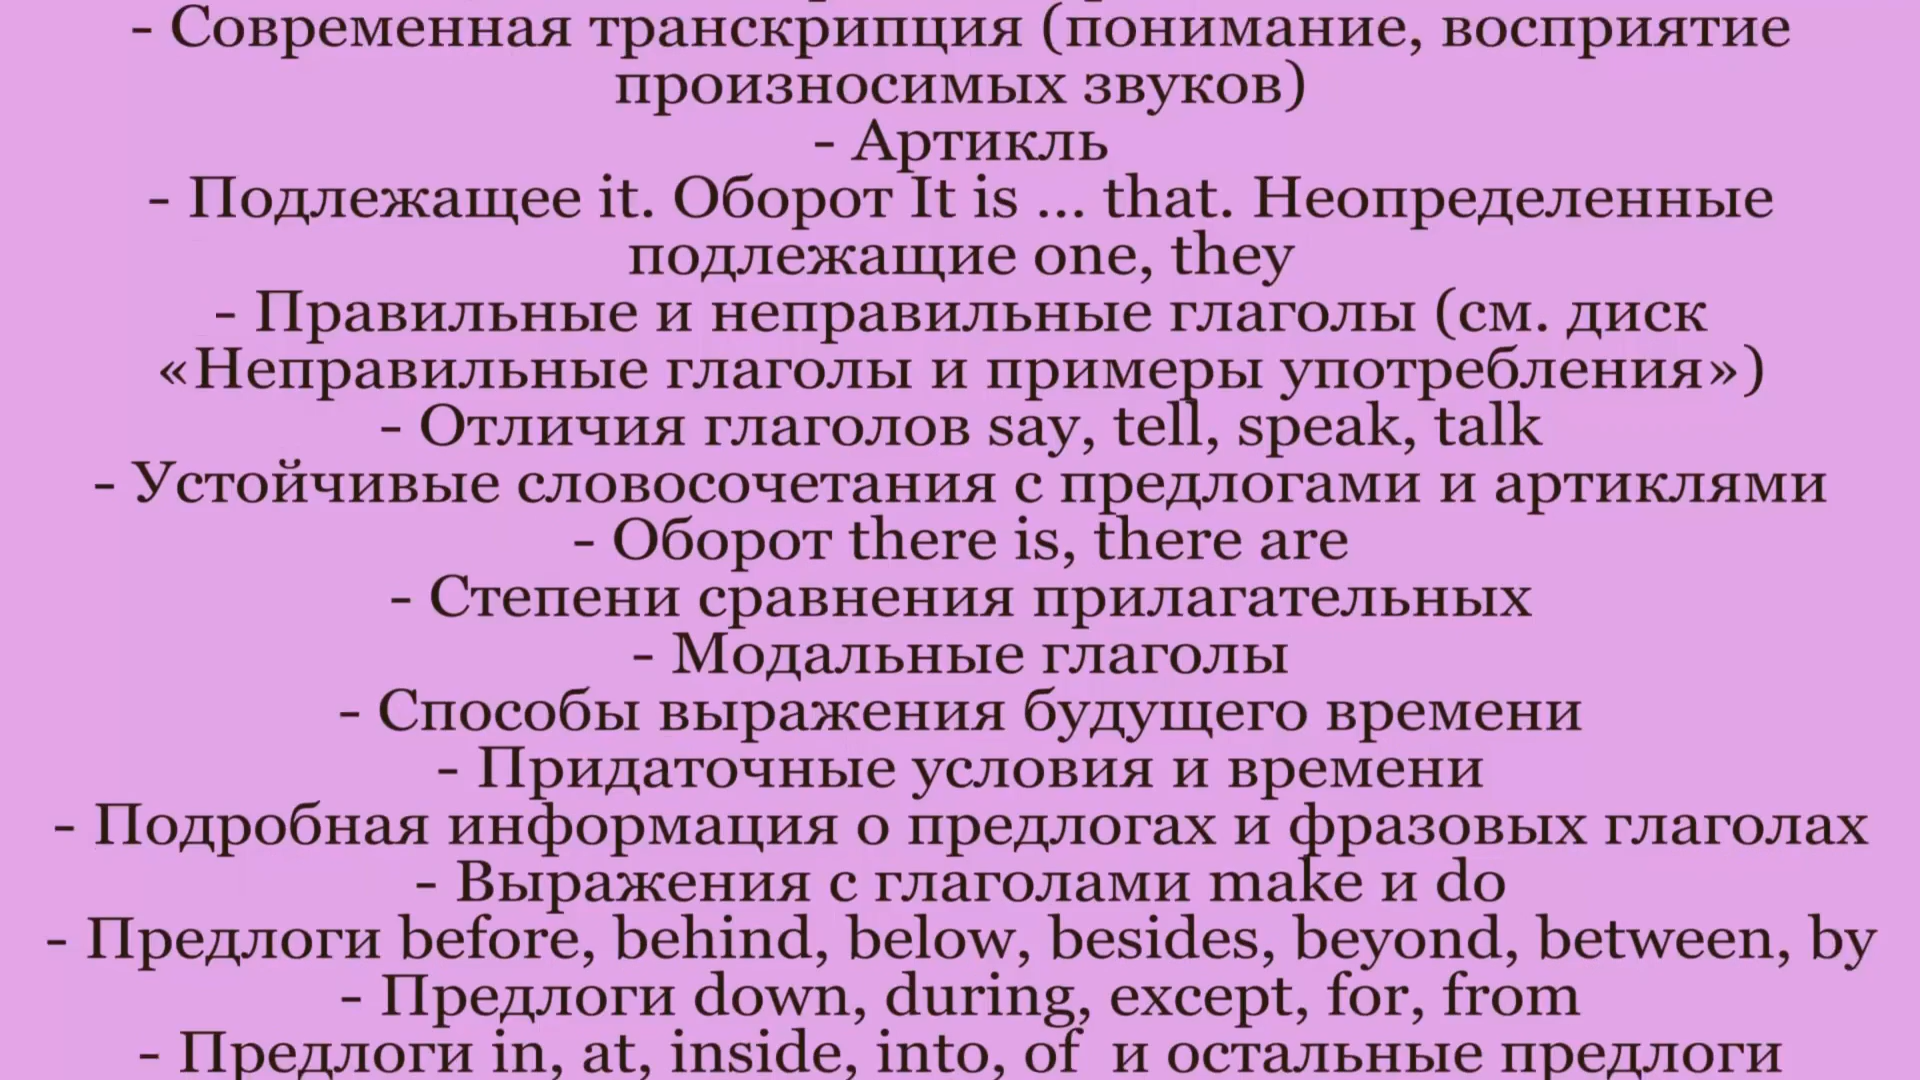 - Современная транскрипция (понимание, восприятие
произносимых звуков)
- Артикль
- Подлежащее it. Оборот It is ... that. Неопределенные
подлежащие one, they
- Правильные и неправильные глаголы (см. диск
«Неправильные глаголы и примеры употребления»)
- Отличия глаголов say, tell, speak, talk
- Устойчивые словосочетания с предлогами и артиклями
- Оборот there is, there are
- Степени сравнения прилагательных
- Модальные глаголы
- Способы выражения будущего времени
- Придаточные условия и времени
- Подробная информация о предлогах и фразовых глаголах
- Выражения с глаголами make и do
- Предлоги before, behind, below, besides, beyond, between, by
- Предлоги down, during, except, for, from
- Предлоги in, at, inside, into, of и остальные предлоги